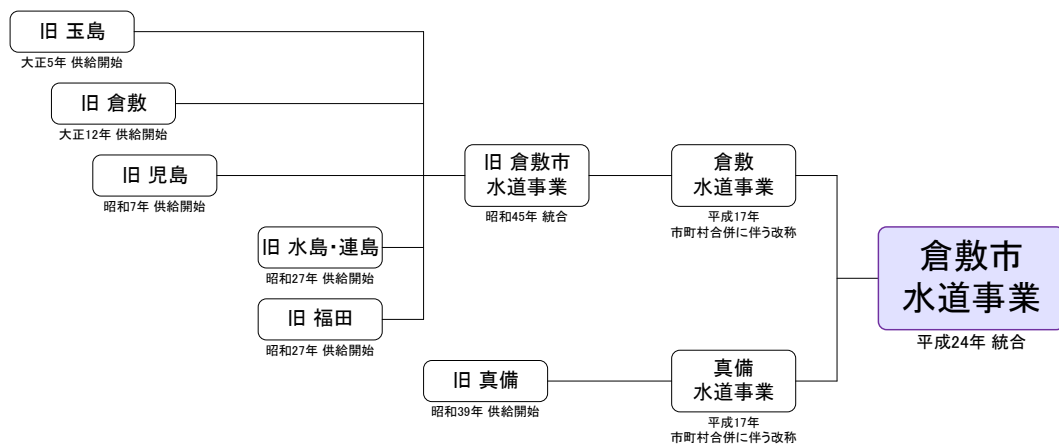 旧 玉島
大正5年 供給開始
旧 倉敷
大正12年 供給開始
旧 児島
昭和7年 供給開始
旧 水島・連島
昭和27年 供給開始
旧 福田
昭和27年 供給開始
旧 倉敷市
水道事業
昭和45年 統合
倉敷
水道事業
平成17年
市町村合併に伴う改称
旧 真備
昭和39年 供給開始
真備
水道事業
平成17年
市町村合併に伴う改称
倉敷市
水道事業
平成24年 統合